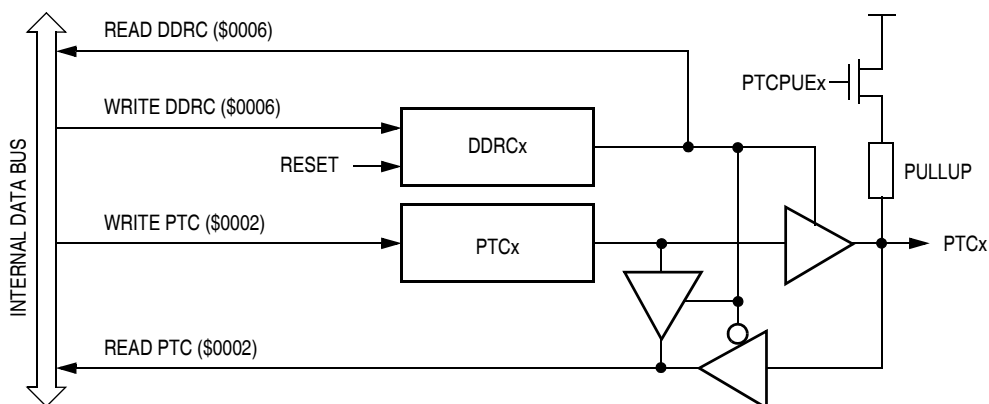 READ DDRC ($0006)
PTCPUEx
WRITE DDRC ($0006)
DDRCx
RESET
PULLUP
INTERNAL DATA BUS
WRITE PTC ($0002)
PTCx
PTCx
READ PTC ($0002)